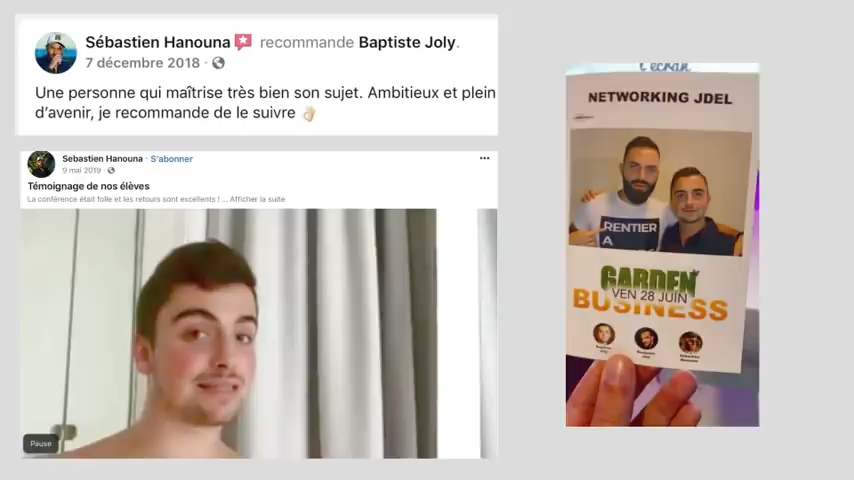 Sébastien Hanouna recommande Baptiste Joly.
7 décembre 2018 ·
Une personne qui maîtrise très bien son sujet. Ambitieux et plein
d'avenir, je recommande de le suivre 👌🏻
Sebastien Hanouna · S'abonner
9 mai 2019 ·
Témoignage de nos élèves
La conférence était folle et les retours sont excellents ! ... Afficher la suite
Pause
l'écran
NETWORKING JDEL
RENTIER
A
GARDEN
VEN 28 JUIN
BUSINESS